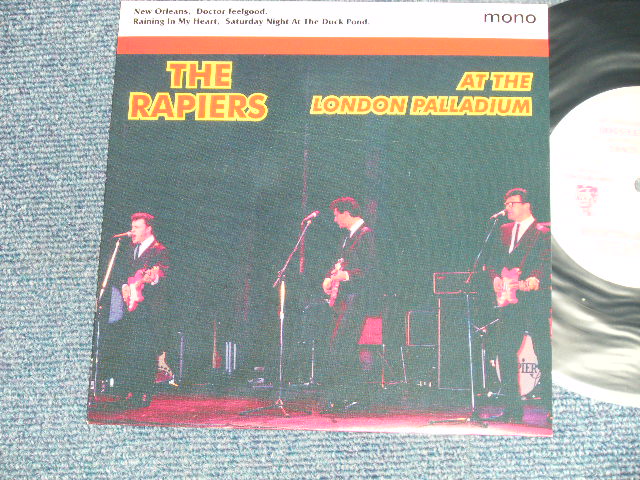 New Orleans. Doctor Feelgood.
Raining In My Heart. Saturday Night At The Duck Pond.
mono
THE
RAPIERS
AT THE
LONDON PALLADIUM